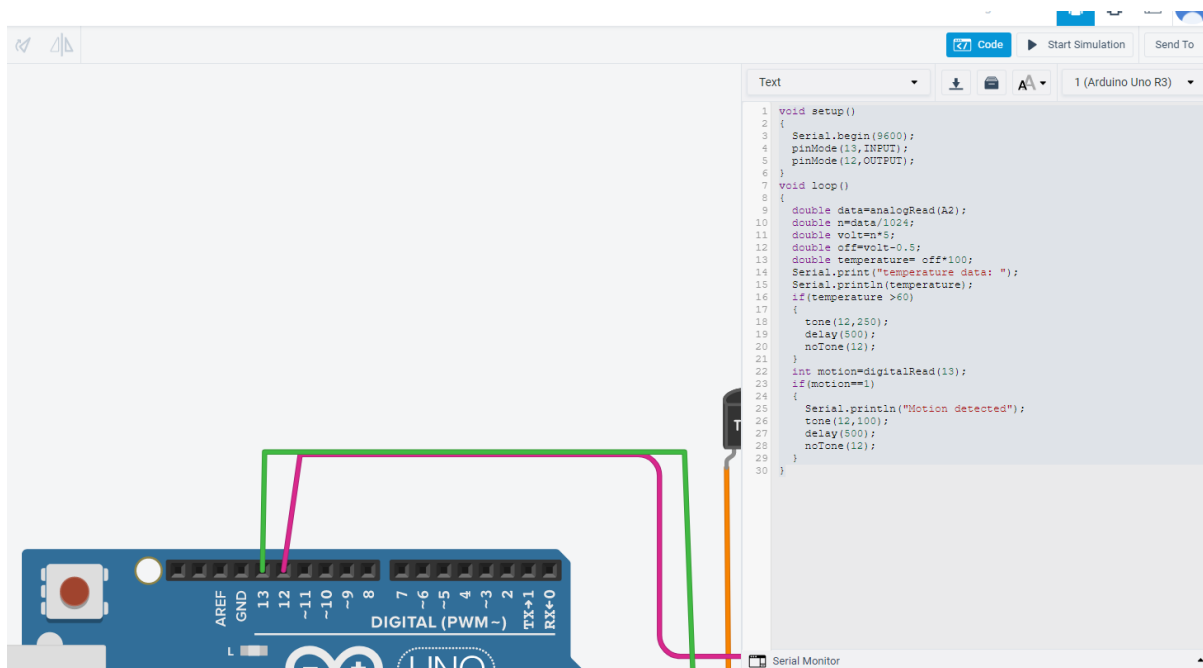 Code
Start Simulation
Send To
Text
AA
1 (Arduino Uno R3)
1 void setup()
2 {
3 Serial.begin(9600);
4 pinMode(13,INPUT);
5 pinMode(12,OUTPUT);
6 }
7 void loop()
8 {
9 double data=analogRead(A2);
10 double n=data/1024;
11 double volt=n*5;
12 double off=volt-0.5;
13 double temperature= off*100;
14 Serial.print("temperature data: ");
15 Serial.println(temperature);
16 if(temperature >60)
17 {
18 tone(12,250);
19 delay(500);
20 noTone(12);
21 }
22 int motion=digitalRead(13);
23 if(motion==1)
24 {
25 Serial.println("Motion detected");
26 tone(12,100);
27 delay(500);
28 noTone(12);
29 }
30 }
T
AREF
GND
13
12
~11
~10
~9
8
7
~6
~5
4
~3
2
TX→1
RX←0
DIGITAL (PWM~)
L
UNO
Serial Monitor